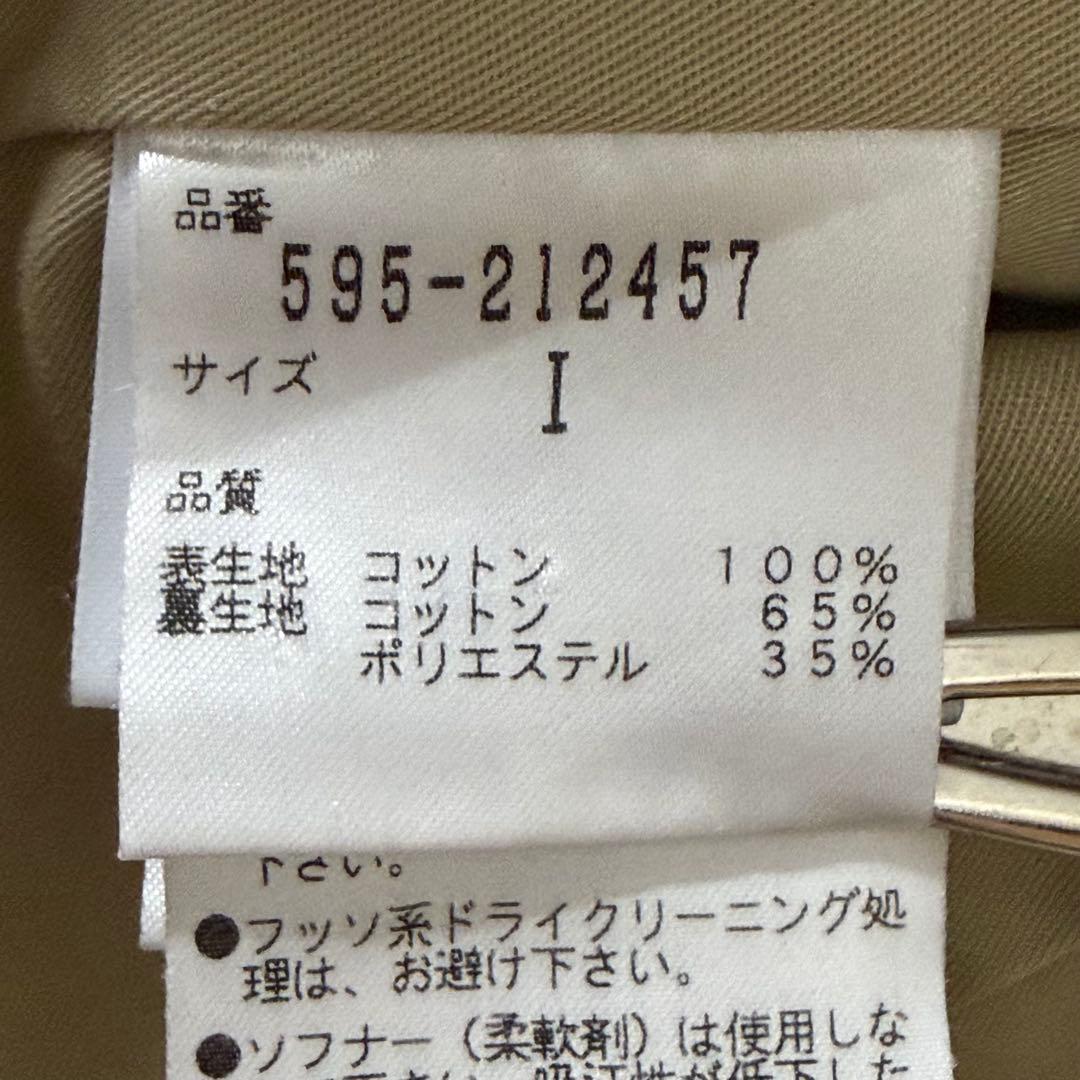 品番
595-212457
サイズ I
品質
表生地 コットン 100%
裏生地 コットン 65%
ポリエステル 35%
下さい。
●フッソ系ドライクリーニング処
理は、お避け下さい。
●ソフナー(柔軟剤)は使用しな